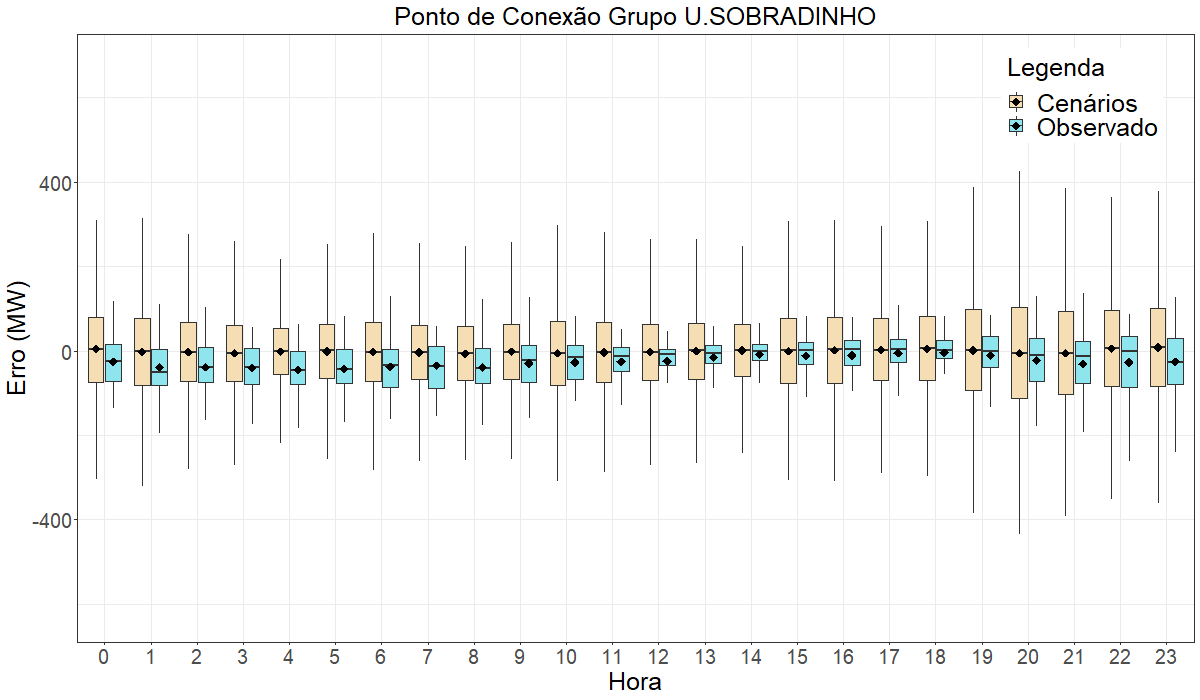 Ponto de Conexão Grupo U.SOBRADINHO
Legenda
Cenários
Observado
Erro (MW)
400
0
-400
0 1 2 3 4 5 6 7 8 9 10 11 12 13 14 15 16 17 18 19 20 21 22 23
Hora